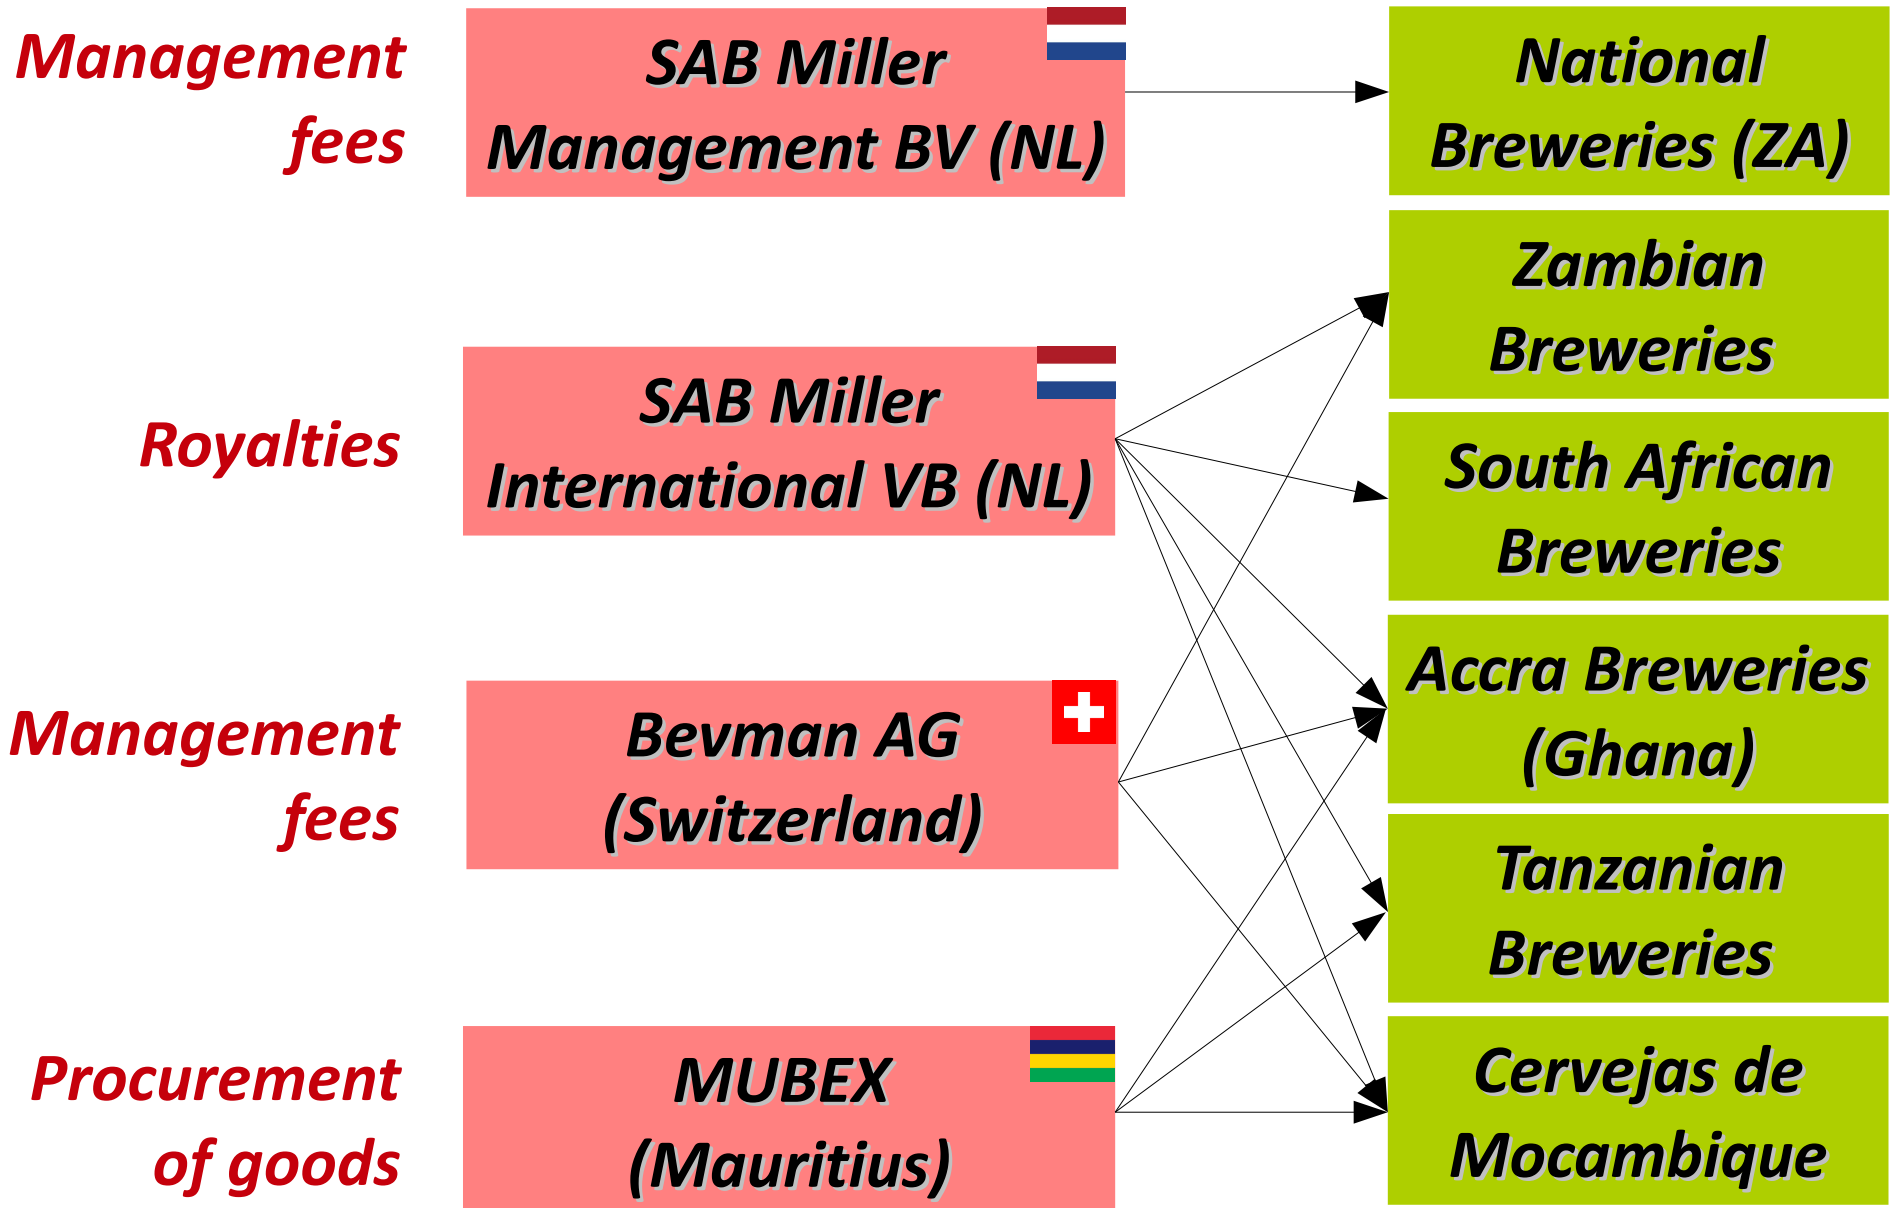 Management
fees
SAB Miller
Management BV (NL)
National
Breweries (ZA)
Zambian
Breweries
Royalties
SAB Miller
International VB (NL)
South African
Breweries
Accra Breweries
(Ghana)
Management
fees
Bevman AG
(Switzerland)
Tanzanian
Breweries
Procurement
of goods
MUBEX
(Mauritius)
Cervejas de
Mocambique